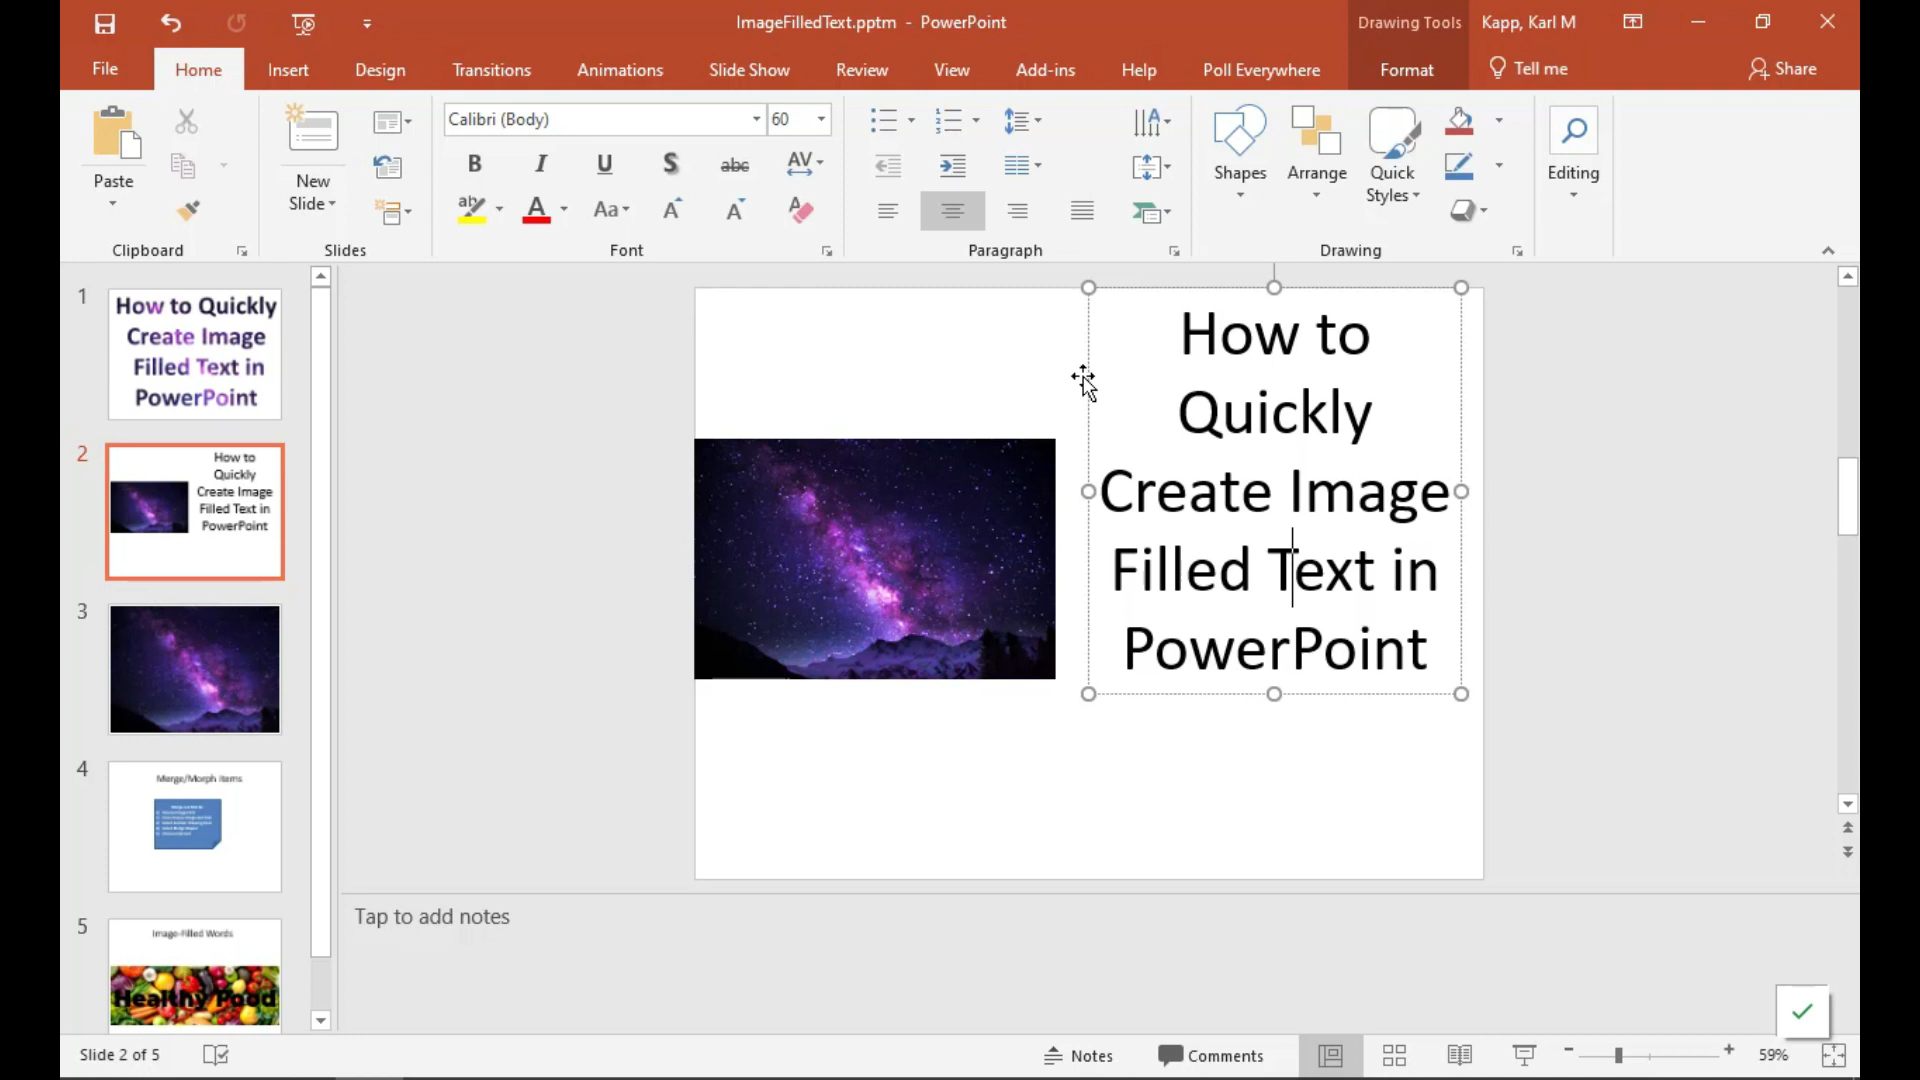 ImageFilledText.pptm - PowerPoint
Drawing Tools
Kapp, Karl M
File
Home
Insert
Design
Transitions
Animations
Slide Show
Review
View
Add-ins
Help
Poll Everywhere
Format
Tell me
Share
Paste
New
Slide
Calibri (Body)
60
B
I
U
S
abc
AV
ab
A
Aa
A
A
A
Shapes
Arrange
Quick
Styles
Editing
Clipboard
Slides
Font
Paragraph
Drawing
1
How to Quickly
Create Image
Filled Text in
PowerPoint
2
How to
Quickly
Create Image
Filled Text in
PowerPoint
3
4
Merge/Morph Items
5
Image-Filled Words
Healthy Food
How to
Quickly
Create Image
Filled Text in
PowerPoint
Tap to add notes
Slide 2 of 5
Notes
Comments
59%